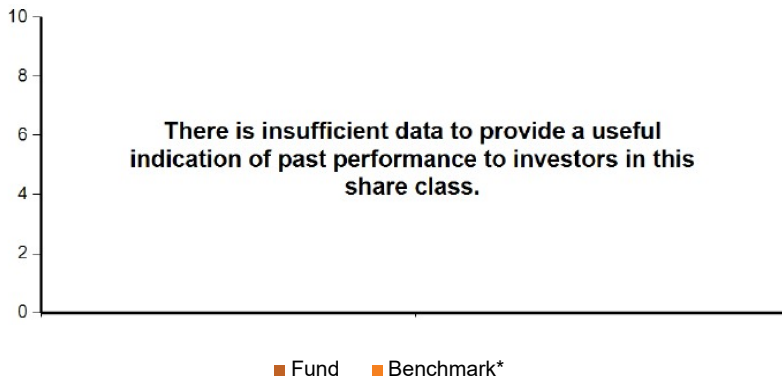 10
8
There is insufficient data to provide a useful
6
indication of past performance to investors in this
4
share class.
2
0
Fund Benchmark*